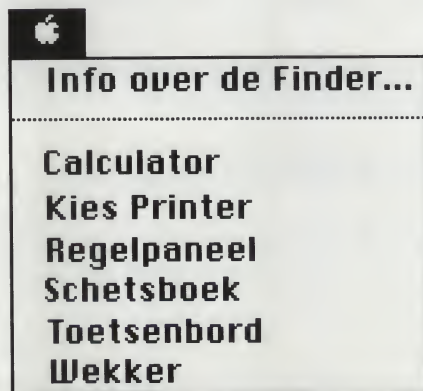 Info over de Finder...
Calculator
Kies Printer
Regelpaneel
Schetsboek
Toetsenbord
Wekker